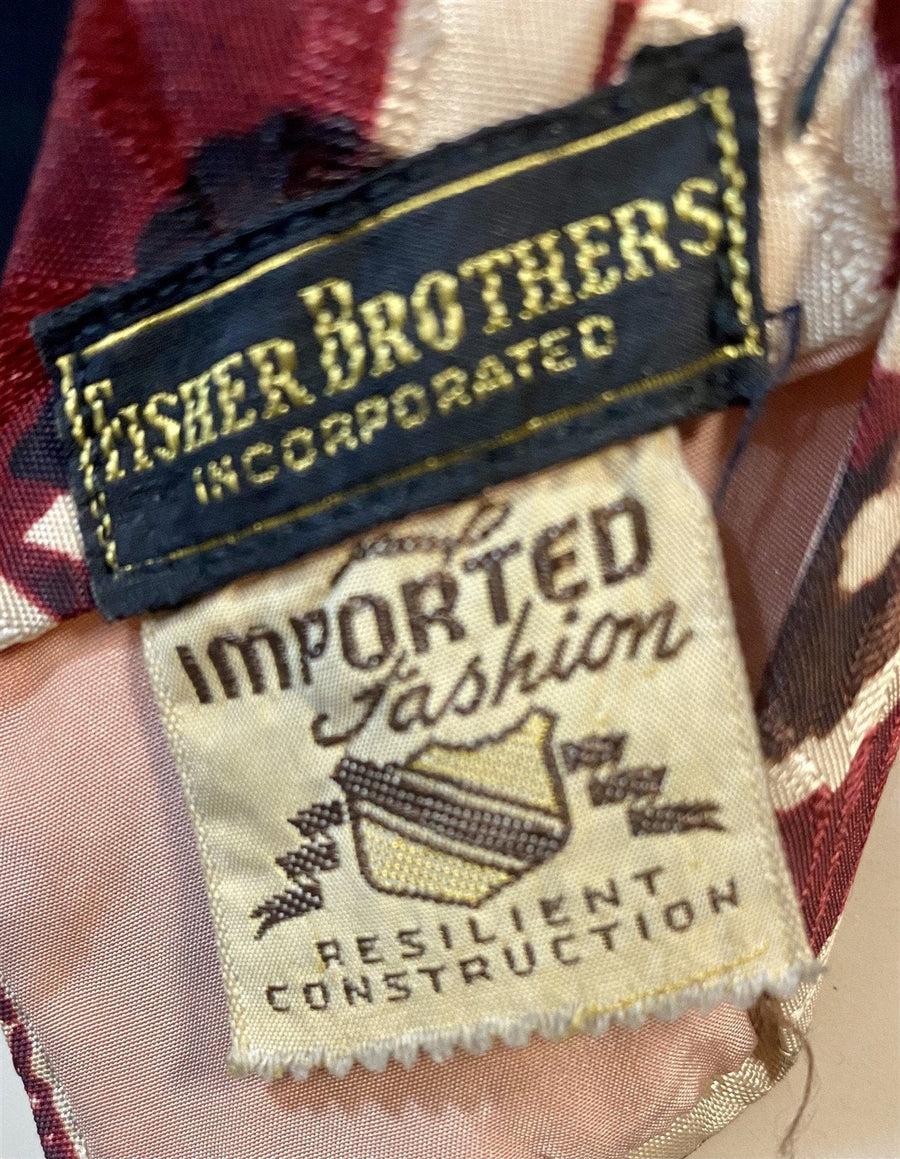 FISHER BROTHERS
INCORPORATED
IMPORTED
Fashion
RESILIENT
CONSTRUCTION